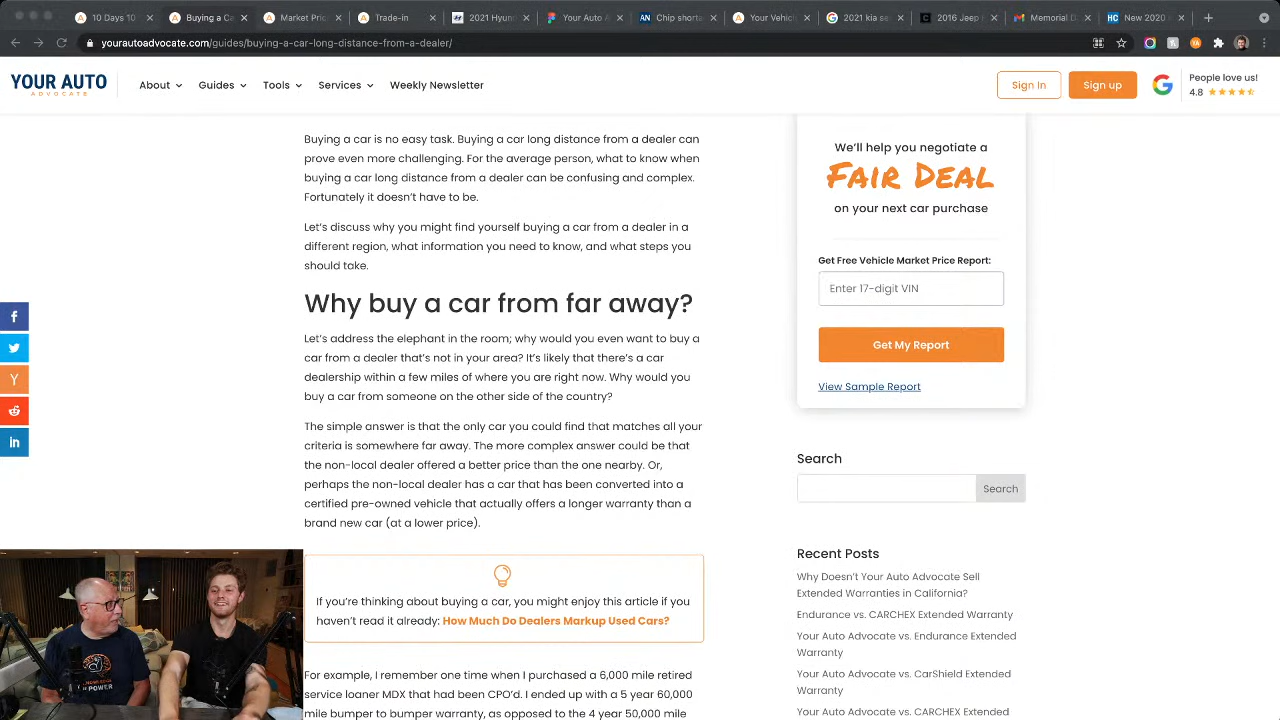 10 Days 10
Buying a Ca
Market Pric
Trade-in
2021 Hyund
Your Auto A
Chip shorta
Your Vehicl
2021 kia se
2016 Jeep
Memorial D
New 2020
yourautoadvocate.com/guides/buying-a-car-long-distance-from-a-dealer/
YOUR AUTO
ADVOCATE
About
Guides
Tools
Services
Weekly Newsletter
Sign In
Sign up
People love us!
4.8
Buying a car is no easy task. Buying a car long distance from a dealer can
prove even more challenging. For the average person, what to know when
buying a car long distance from a dealer can be confusing and complex.
Fortunately it doesn't have to be.
Let's discuss why you might find yourself buying a car from a dealer in a
different region, what information you need to know, and what steps you
should take.
Why buy a car from far away?
Let's address the elephant in the room; why would you even want to buy a
car from a dealer that's not in your area? It's likely that there's a car
dealership within a few miles of where you are right now. Why would you
buy a car from someone on the other side of the country?
The simple answer is that the only car you could find that matches all your
criteria is somewhere far away. The more complex answer could be that
the non-local dealer offered a better price than the one nearby. Or,
perhaps the non-local dealer has a car that has been converted into a
certified pre-owned vehicle that actually offers a longer warranty than a
brand new car (at a lower price).
If you're thinking about buying a car, you might enjoy this article if you
haven't read it already: How Much Do Dealers Markup Used Cars?
For example, I remember one time when I purchased a 6,000 mile retired
service loaner MDX that had been CPO'd. I ended up with a 5 year 60,000
mile bumper to bumper warranty, as opposed to the 4 year 50,000 mile
We'll help you negotiate a
FAIR DEAL
on your next car purchase
Get Free Vehicle Market Price Report:
Enter 17-digit VIN
Get My Report
View Sample Report
Search
Search
Recent Posts
Why Doesn't Your Auto Advocate Sell
Extended Warranties in California?
Endurance vs. CARCHEX Extended Warranty
Your Auto Advocate vs. Endurance Extended
Warranty
Your Auto Advocate vs. CarShield Extended
Warranty
Your Auto Advocate vs. CARCHEX Extended
POWER